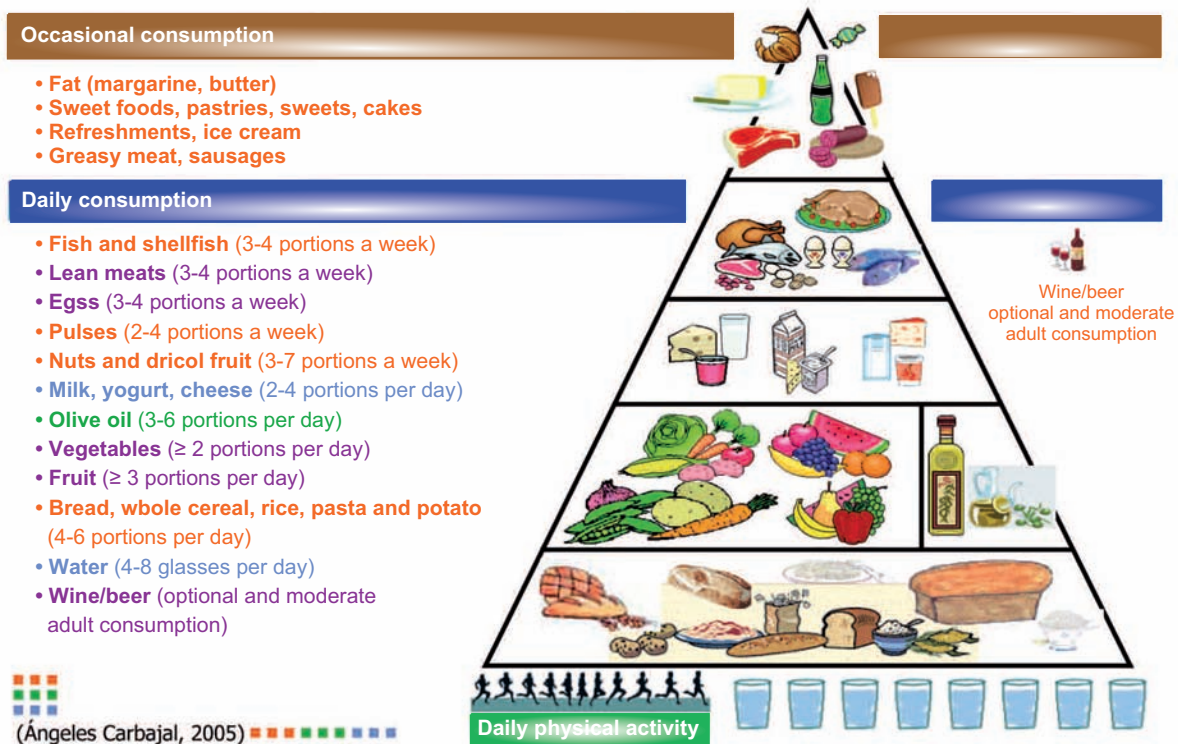 Occasional consumption
• Fat (margarine, butter)
• Sweet foods, pastries, sweets, cakes
• Refreshments, ice cream
• Greasy meat, sausages
Daily consumption
• Fish and shellfish (3-4 portions a week)
• Lean meats (3-4 portions a week)
• Egss (3-4 portions a week)
• Pulses (2-4 portions a week)
• Nuts and dricol fruit (3-7 portions a week)
• Milk, yogurt, cheese (2-4 portions per day)
• Olive oil (3-6 portions per day)
• Vegetables (≥ 2 portions per day)
• Fruit (≥ 3 portions per day)
• Bread, wbole cereal, rice, pasta and potato
(4-6 portions per day)
• Water (4-8 glasses per day)
• Wine/beer (optional and moderate
adult consumption)
Wine/beer
optional and moderate
adult consumption
Daily physical activity
(Ángeles Carbajal, 2005)